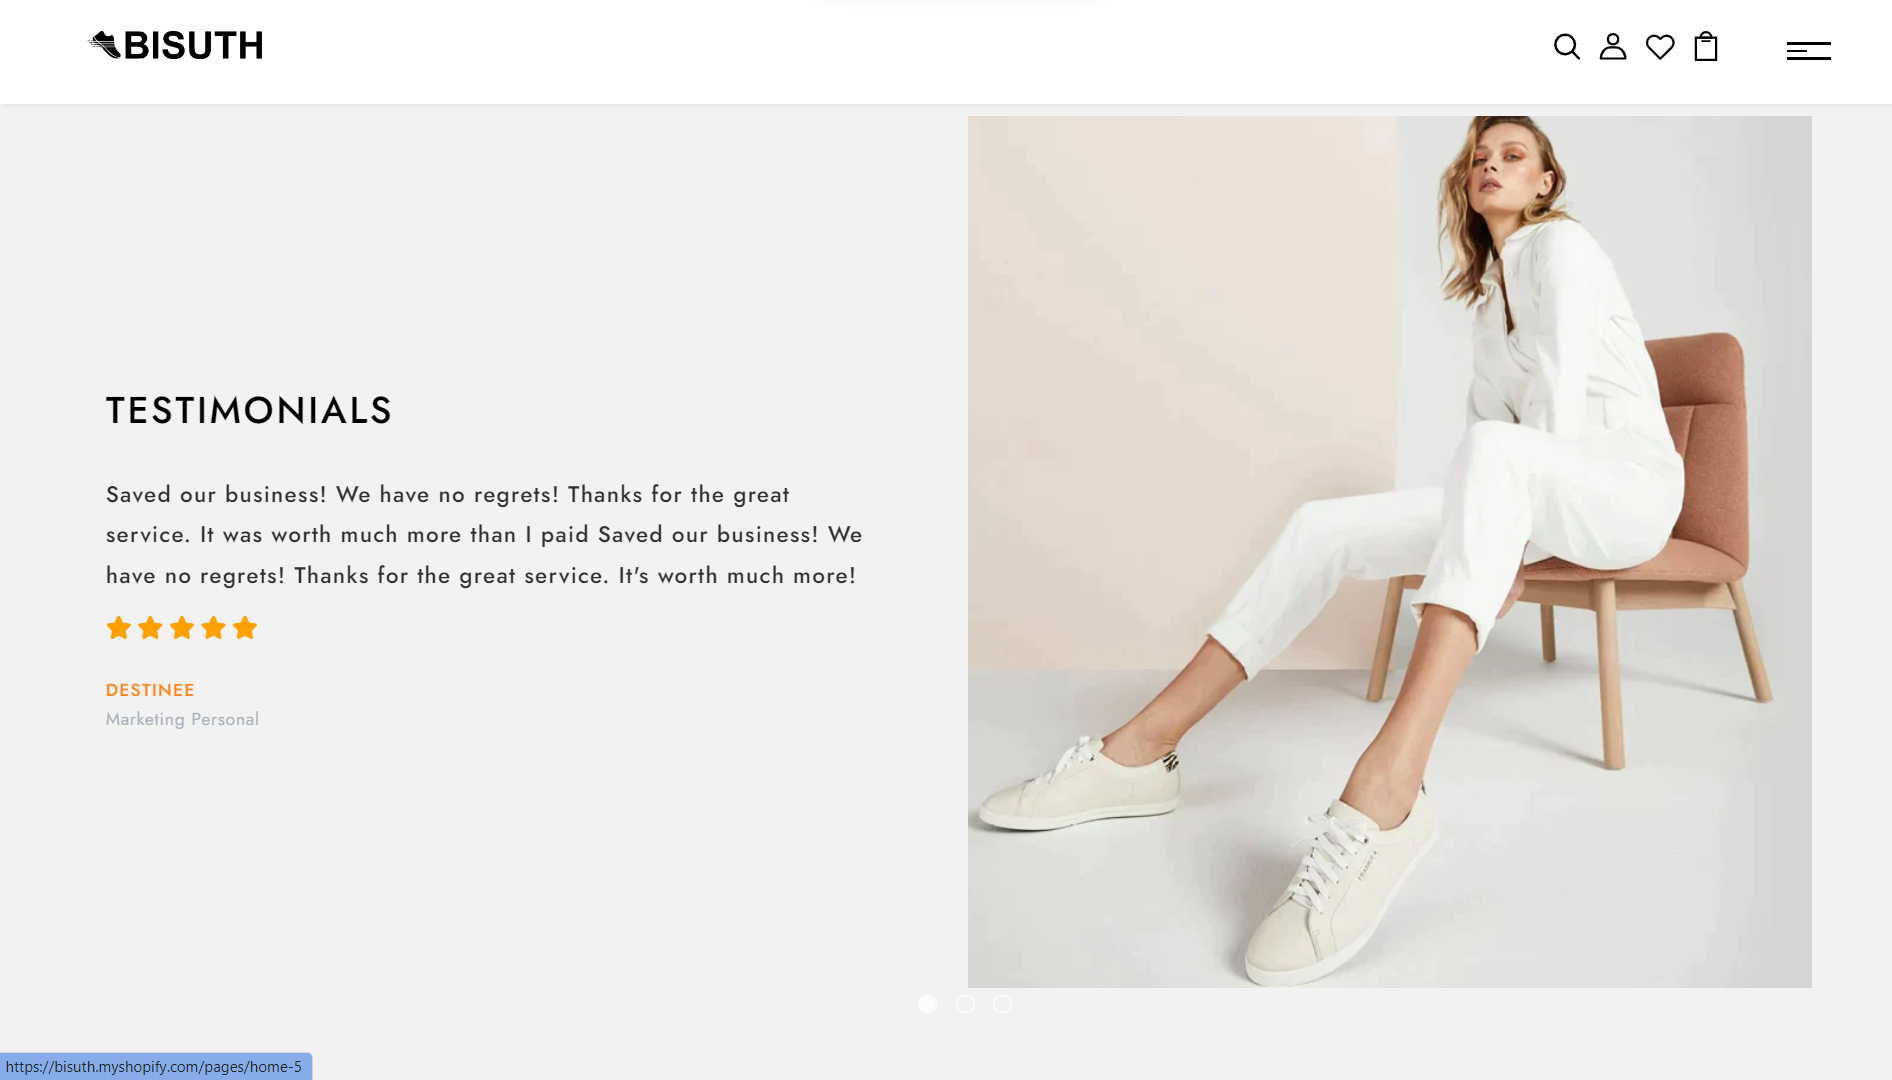 BISUTH
TESTIMONIALS
Saved our business! We have no regrets! Thanks for the great
service. It was worth much more than I paid Saved our business! We
have no regrets! Thanks for the great service. It's worth much more!
DESTINEE
Marketing Personal
https://bisuth.myshopify.com/pages/home-5